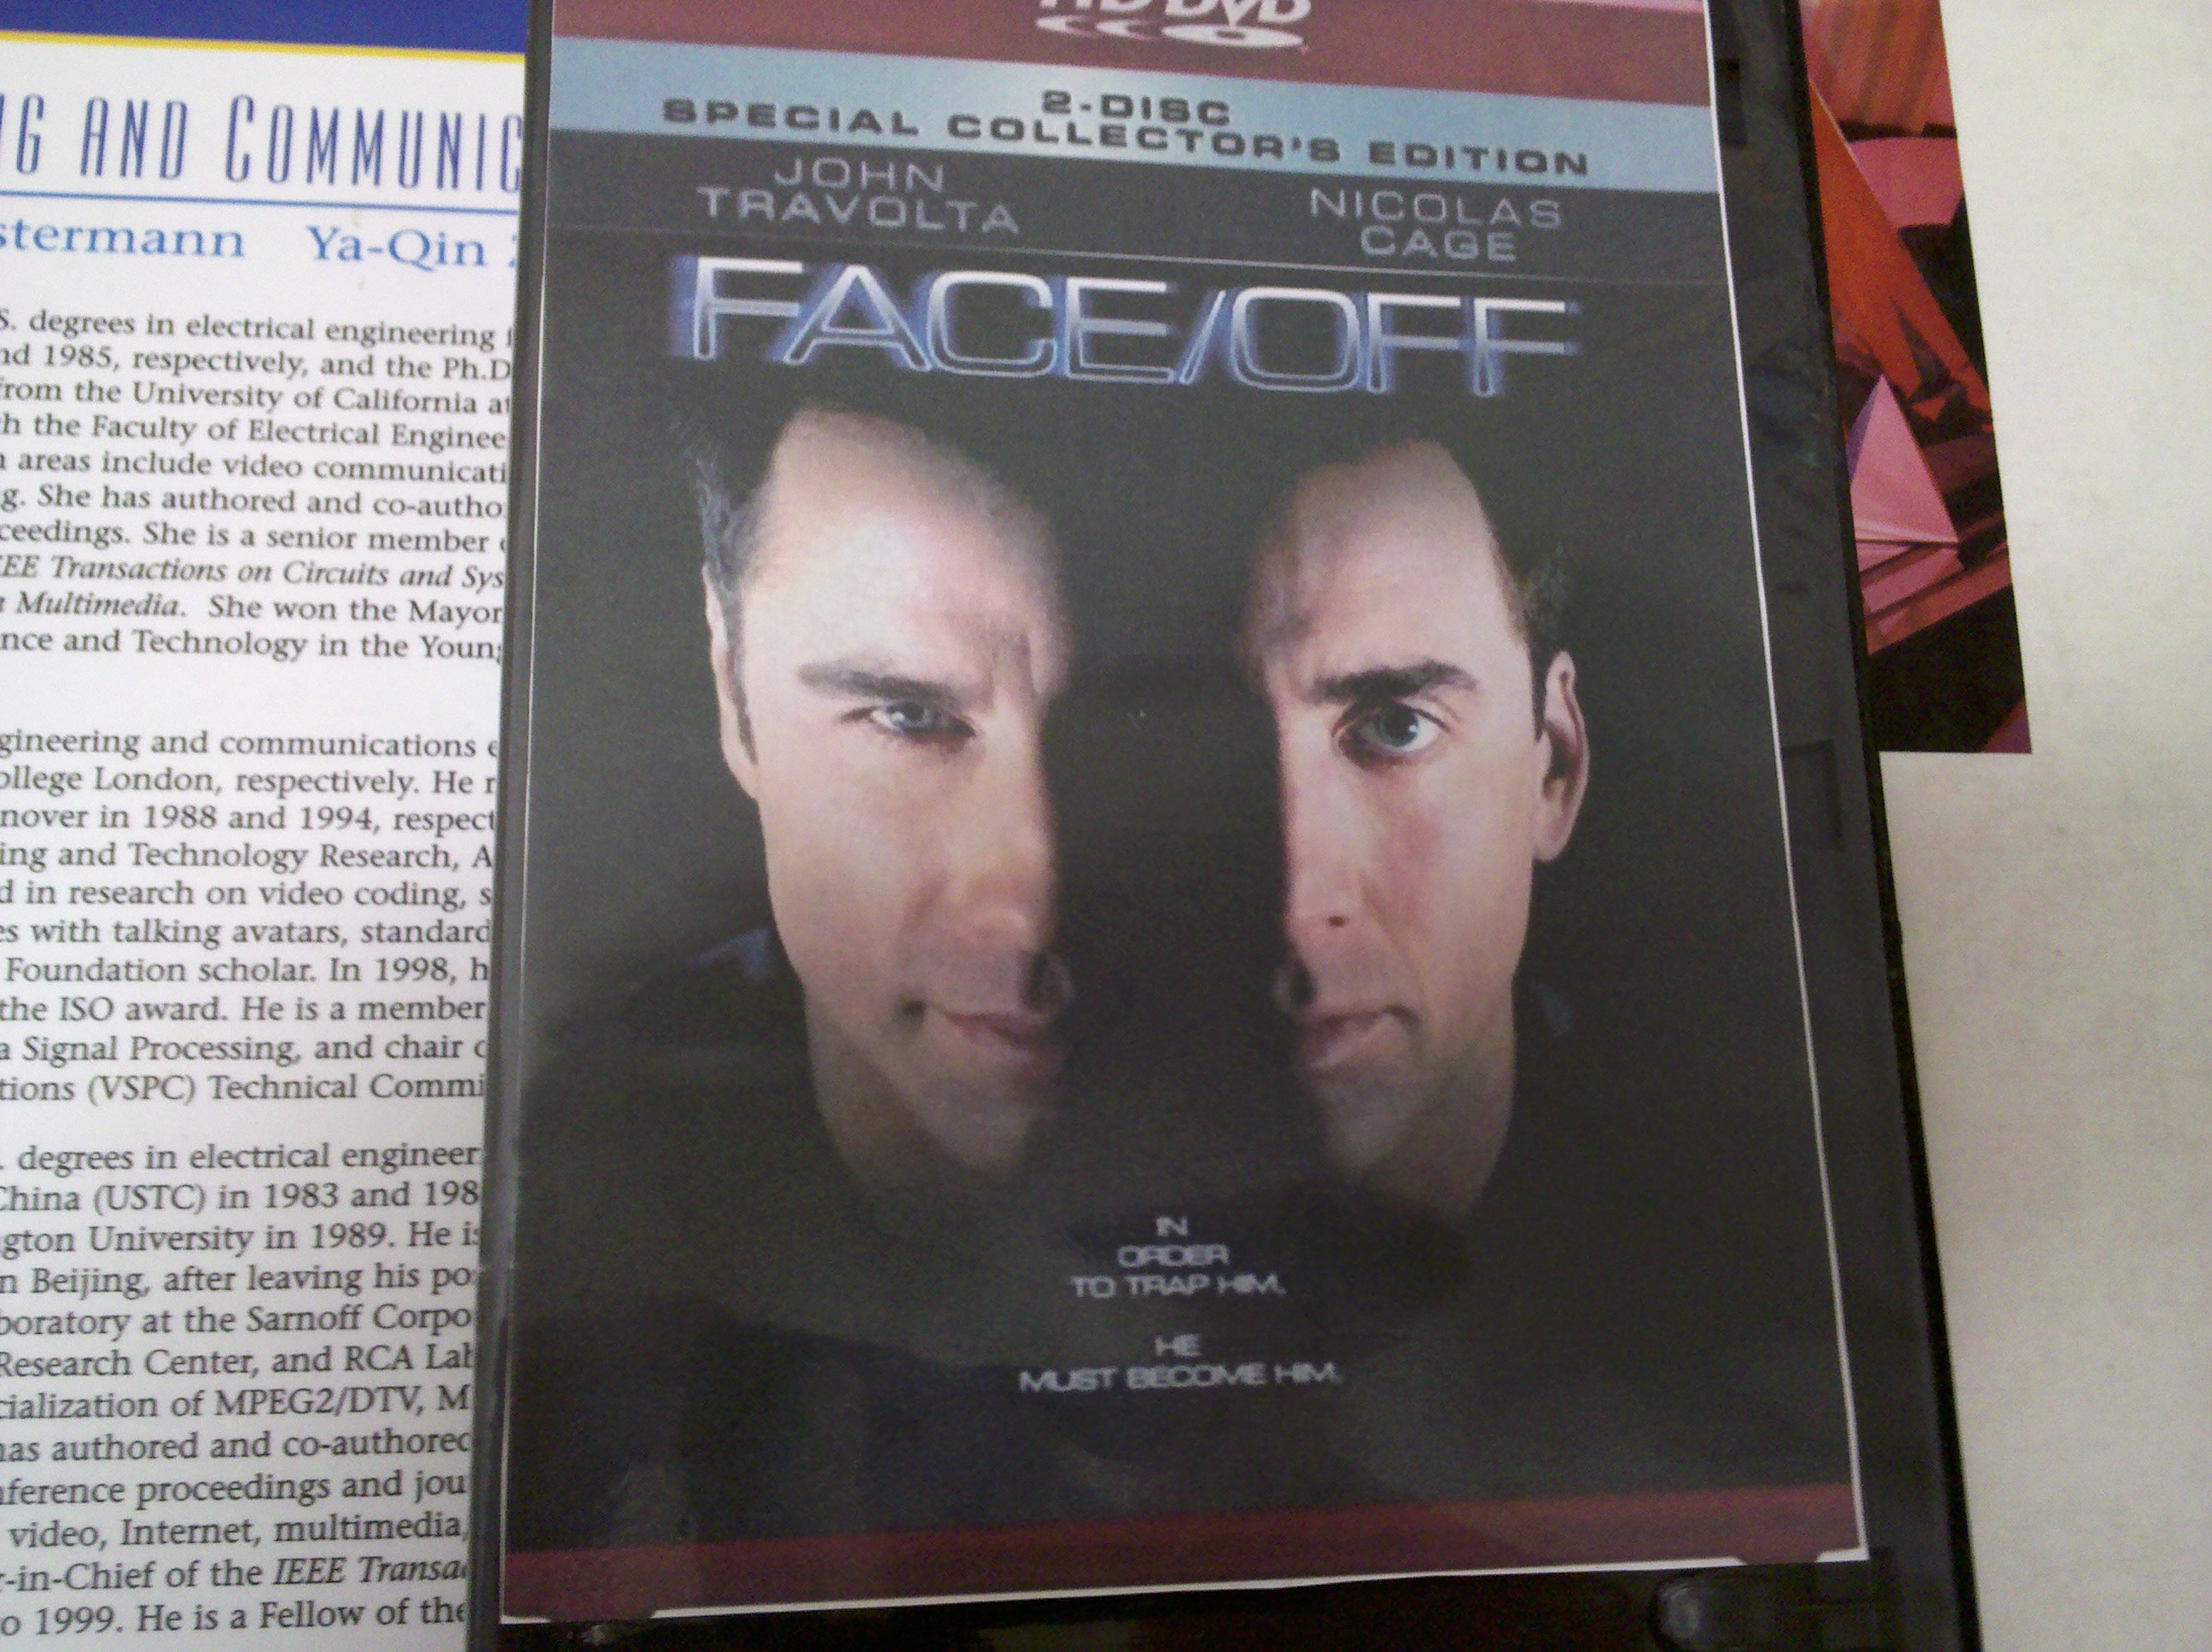 G AND COMMUNIC
stermann Ya-Qin
S. degrees in electrical engineering
nd 1985, respectively, and the Ph.D
from the University of California at
h the Faculty of Electrical Enginee
areas include video communicati
g. She has authored and co-autho
ceedings. She is a senior member
EEE Transactions on Circuits and Sys
Multimedia. She won the Mayor
nce and Technology in the Youn
gineering and communications e
ollege London, respectively. He r
nover in 1988 and 1994, respect
ing and Technology Research, A
d in research on video coding, s
es with talking avatars, standard
Foundation scholar. In 1998, h
the ISO award. He is a member
a Signal Processing, and chair c
tions (VSPC) Technical Commi
. degrees in electrical engineer
China (USTC) in 1983 and 198
gton University in 1989. He is
n Beijing, after leaving his po
boratory at the Sarnoff Corpo
Research Center, and RCA Lab
cialization of MPEG2/DTV, M
has authored and co-authored
nference proceedings and jou
video, Internet, multimedia,
r-in-Chief of the IEEE Transa
o 1999. He is a Fellow of the
HD DVD
2-DISC
SPECIAL COLLECTOR'S EDITION
JOHN
TRAVOLTA
NICOLAS
CAGE
FACE/OFF
IN
ORDER
TO TRAP HIM,
HE
MUST BECOME HIM.